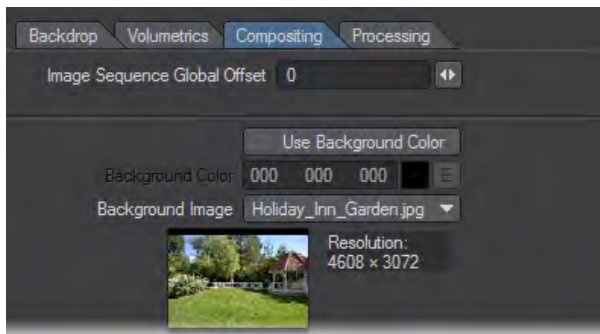 Backdrop Volumetrics Compositing Processing
Image Sequence Global Offset 0
Use Background Color
Background Color 000 000 000 E
Background Image Holiday_Inn_Garden.jpg
Resolution:
4608 × 3072